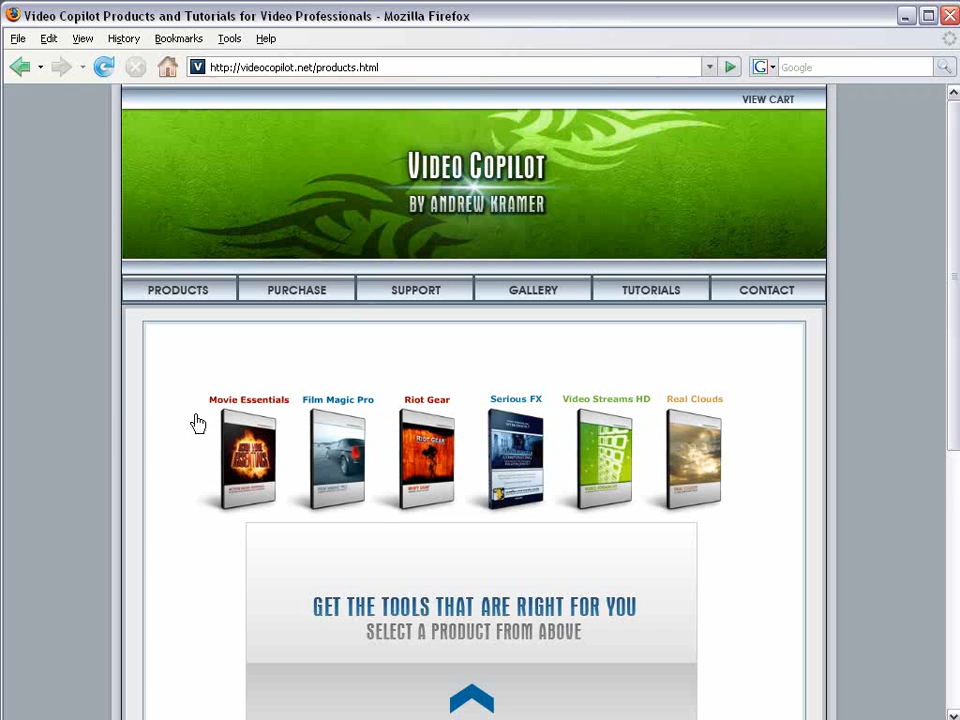 Video Copilot Products and Tutorials for Video Professionals - Mozilla Firefox
File Edit View History Bookmarks Tools Help
V http://videocopilot.net/products.html G Google
VIEW CART
VIDEO COPILOT
BY ANDREW KRAMER
PRODUCTS PURCHASE SUPPORT GALLERY TUTORIALS CONTACT
Movie Essentials Film Magic Pro Riot Gear Serious FX Video Streams HD Real Clouds
RIOT GEAR
GET THE TOOLS THAT ARE RIGHT FOR YOU
SELECT A PRODUCT FROM ABOVE